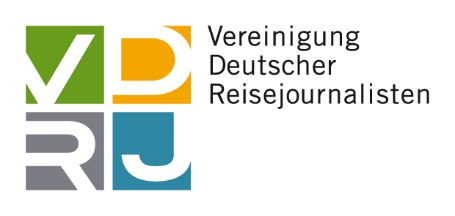 VD
RJ
Vereinigung
Deutscher
Reisejournalisten